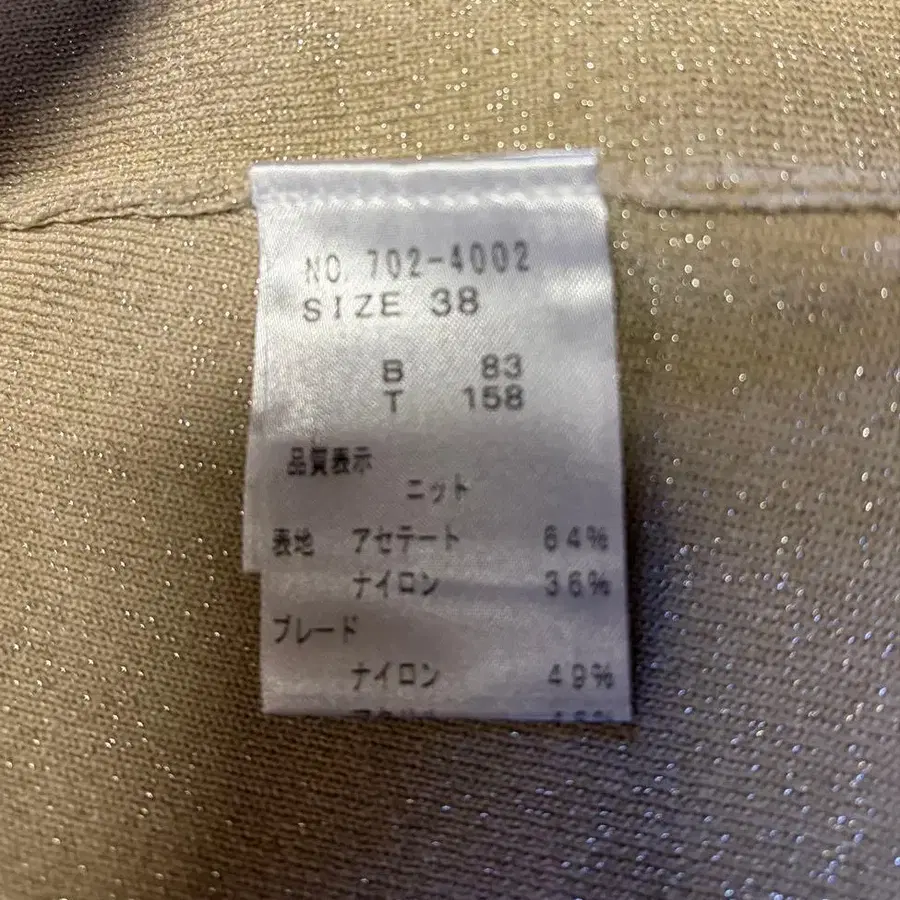 NO. 702-4002
SIZE 38
B 83
T 158
品質表示
ニット
表地 アセテート 64%
ナイロン 36%
ブレード
ナイロン 49%